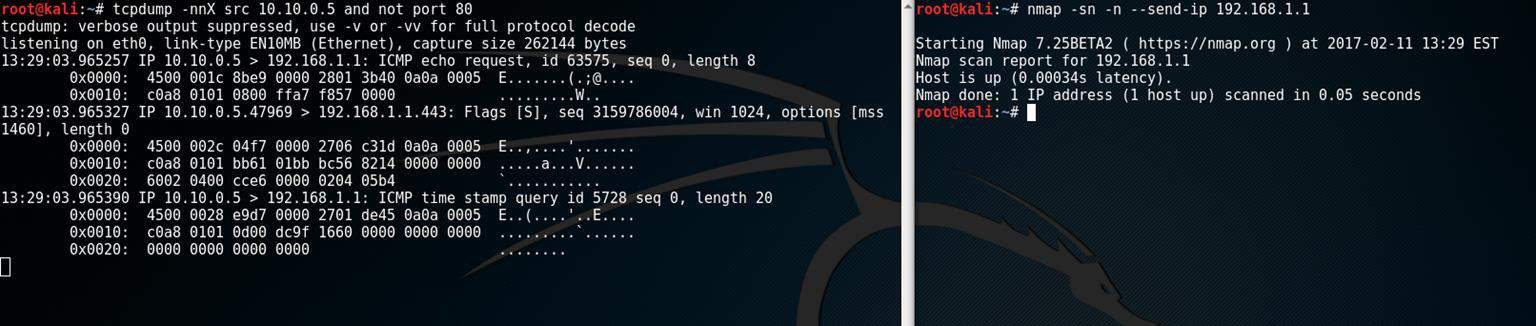 root@kali:~# tcpdump -nnX src 10.10.0.5 and not port 80
tcpdump: verbose output suppressed, use -v or -vv for full protocol decode
listening on eth0, link-type EN10MB (Ethernet), capture size 262144 bytes
13:29:03.965257 IP 10.10.0.5 > 192.168.1.1: ICMP echo request, id 63575, seq 0, length 8
        0x0000:  4500 001c 8be9 0000 2801 3b40 0a0a 0005  E.......(.;@....
        0x0010:  c0a8 0101 0800 ffa7 f857 0000            .........W..
13:29:03.965327 IP 10.10.0.5.47969 > 192.168.1.1.443: Flags [S], seq 3159786004, win 1024, options [mss
1460], length 0
        0x0000:  4500 002c 04f7 0000 2706 c31d 0a0a 0005  E..,....'.......
        0x0010:  c0a8 0101 bb61 01bb bc56 8214 0000 0000  .....a...V......
        0x0020:  6002 0400 cce6 0000 0204 05b4            `...........
13:29:03.965390 IP 10.10.0.5 > 192.168.1.1: ICMP time stamp query id 5728 seq 0, length 20
        0x0000:  4500 0028 e9d7 0000 2701 de45 0a0a 0005  E..(....'..E....
        0x0010:  c0a8 0101 0d00 dc9f 1660 0000 0000 0000  .........`......
        0x0020:  0000 0000 0000 0000                      ........
root@kali:~# nmap -sn -n --send-ip 192.168.1.1
Starting Nmap 7.25BETA2 ( https://nmap.org ) at 2017-02-11 13:29 EST
Nmap scan report for 192.168.1.1
Host is up (0.00034s latency).
Nmap done: 1 IP address (1 host up) scanned in 0.05 seconds
root@kali:~#